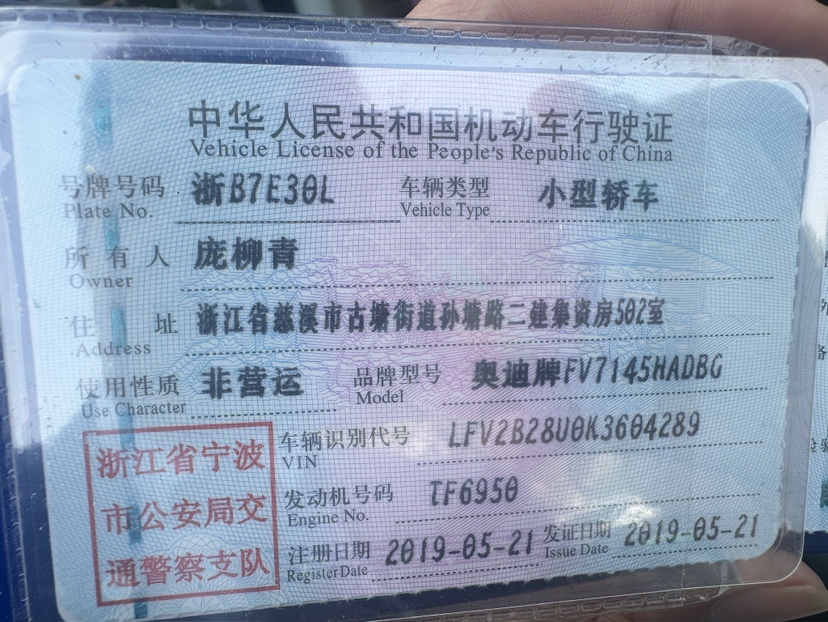 中华人民共和国机动车行驶证
Vehicle License of the People's Republic of China
号牌号码 浙B7E30L 车辆类型 小型轿车
Plate No. Vehicle Type
所有人 庞柳青
Owner
住址 浙江省慈溪市古塘街道孙塘路二建集资房502室
Address
使用性质 非营运 品牌型号 奥迪牌FV7145HADBG
Use Character Model
浙江省宁波
市公安局交
通警察支队
车辆识别代号 LFV2B28U0K3604289
VIN
发动机号码 TF6950
Engine No.
注册日期 2019-05-21 发证日期 2019-05-21
Register Date Issue Date